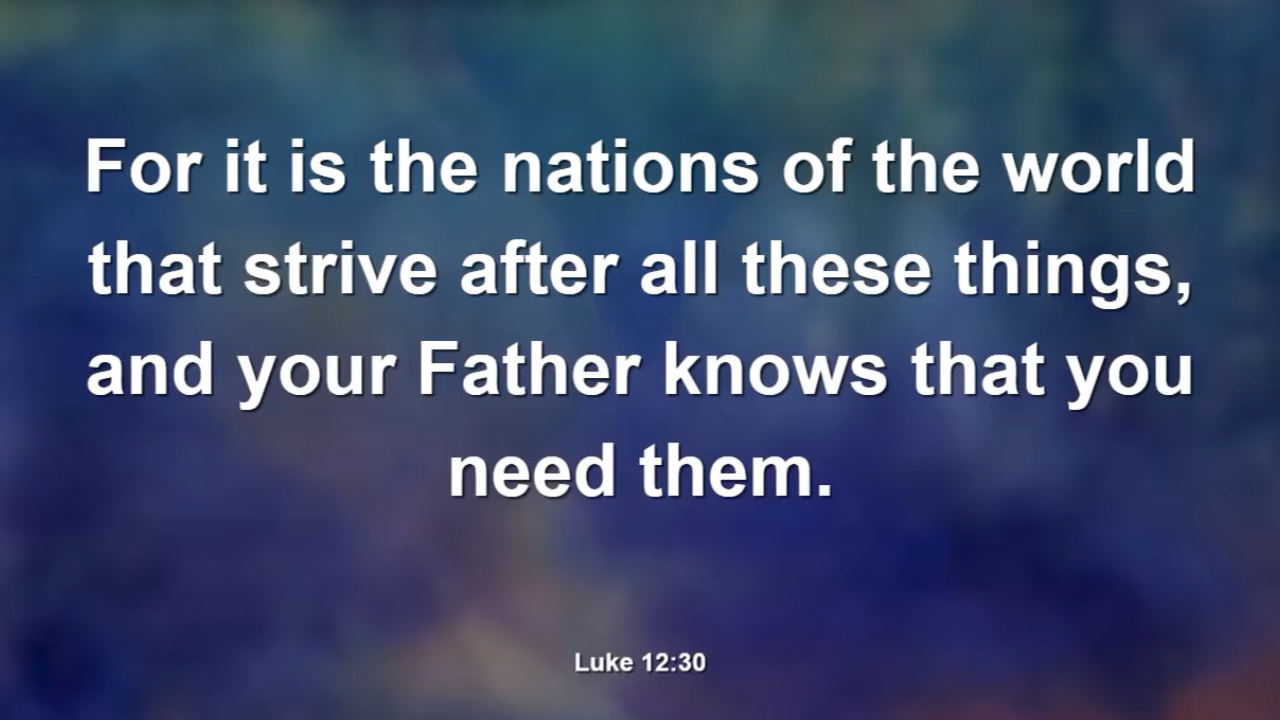 For it is the nations of the world
that strive after all these things,
and your Father knows that you
need them.
Luke 12:30